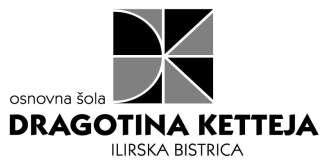 osnovna šola
DRAGOTINA KETTEJA
ILIRSKA BISTRICA